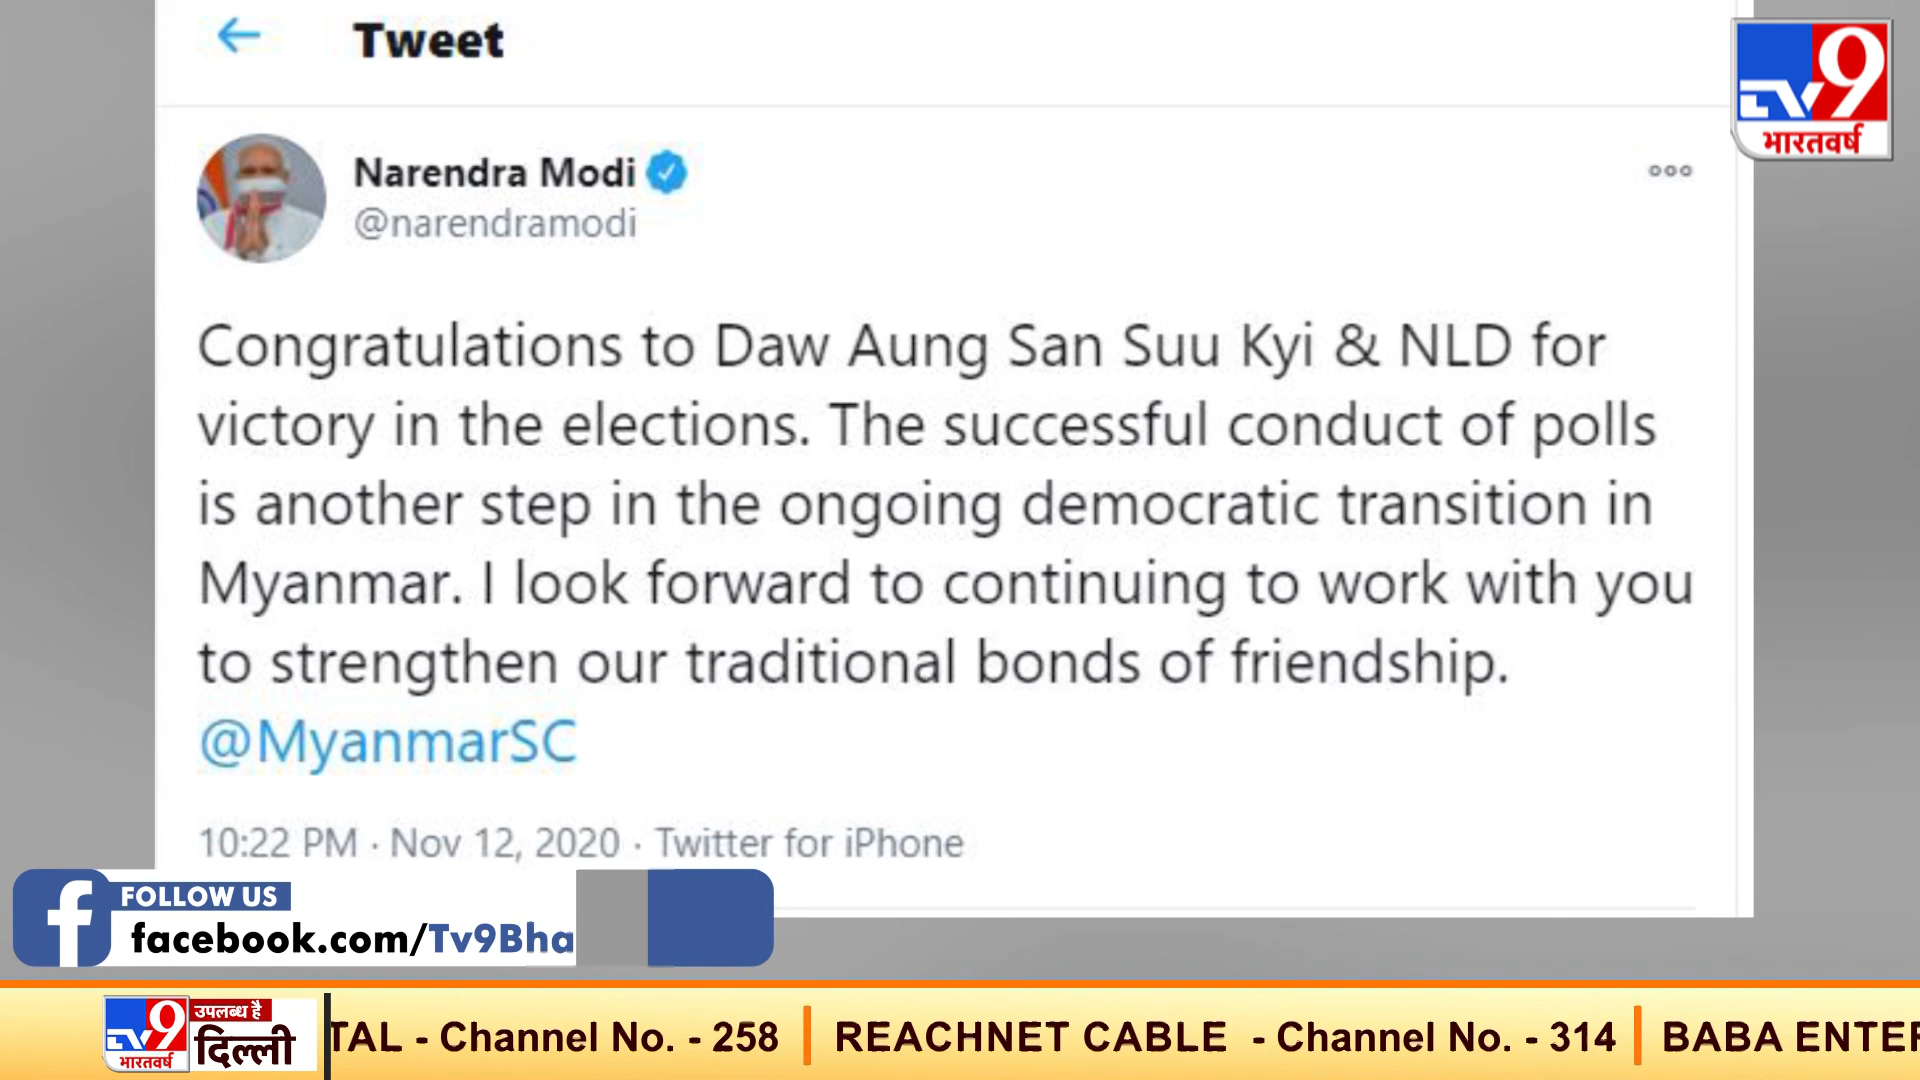 Tweet
TV9
भारतवर्ष
Narendra Modi
@narendramodi
Congratulations to Daw Aung San Suu Kyi & NLD for
victory in the elections. The successful conduct of polls
is another step in the ongoing democratic transition in
Myanmar. I look forward to continuing to work with you
to strengthen our traditional bonds of friendship.
@MyanmarSC
10:22 PM · Nov 12, 2020 · Twitter for iPhone
FOLLOW US
facebook.com/Tv9Bha
TV9
भारतवर्ष
उपलब्ध है
दिल्ली
TAL - Channel No. - 258 | REACHNET CABLE - Channel No. - 314 | BABA ENTE